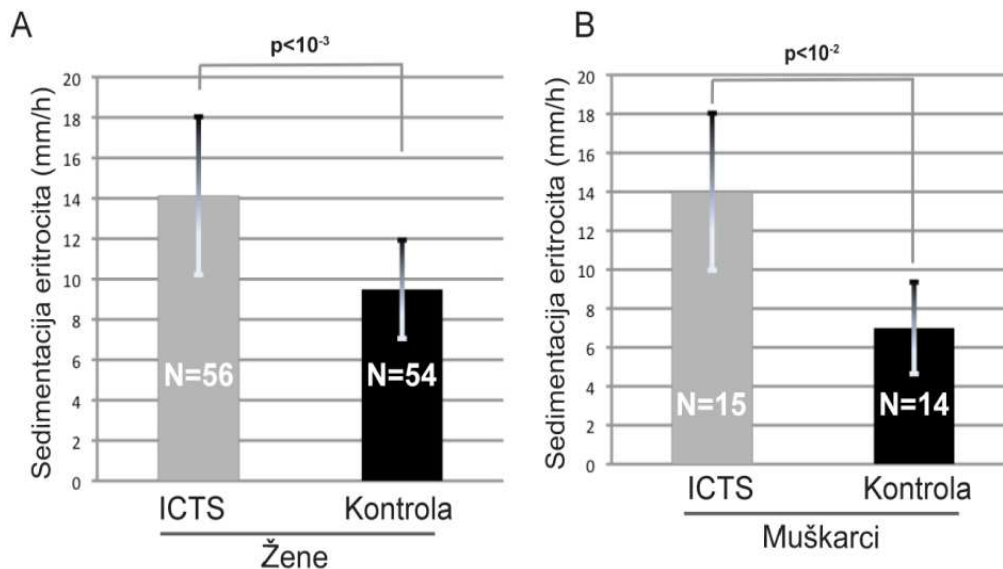 A
p<10⁻³
Sedimentacija eritrocita (mm/h)
20
18
16
14
12
10
8
6
4
2
0
N=56
N=54
ICTS
Kontrola
Žene
B
p<10⁻²
Sedimentacija eritrocita (mm/h)
20
18
16
14
12
10
8
6
4
2
0
N=15
N=14
ICTS
Kontrola
Muškarci